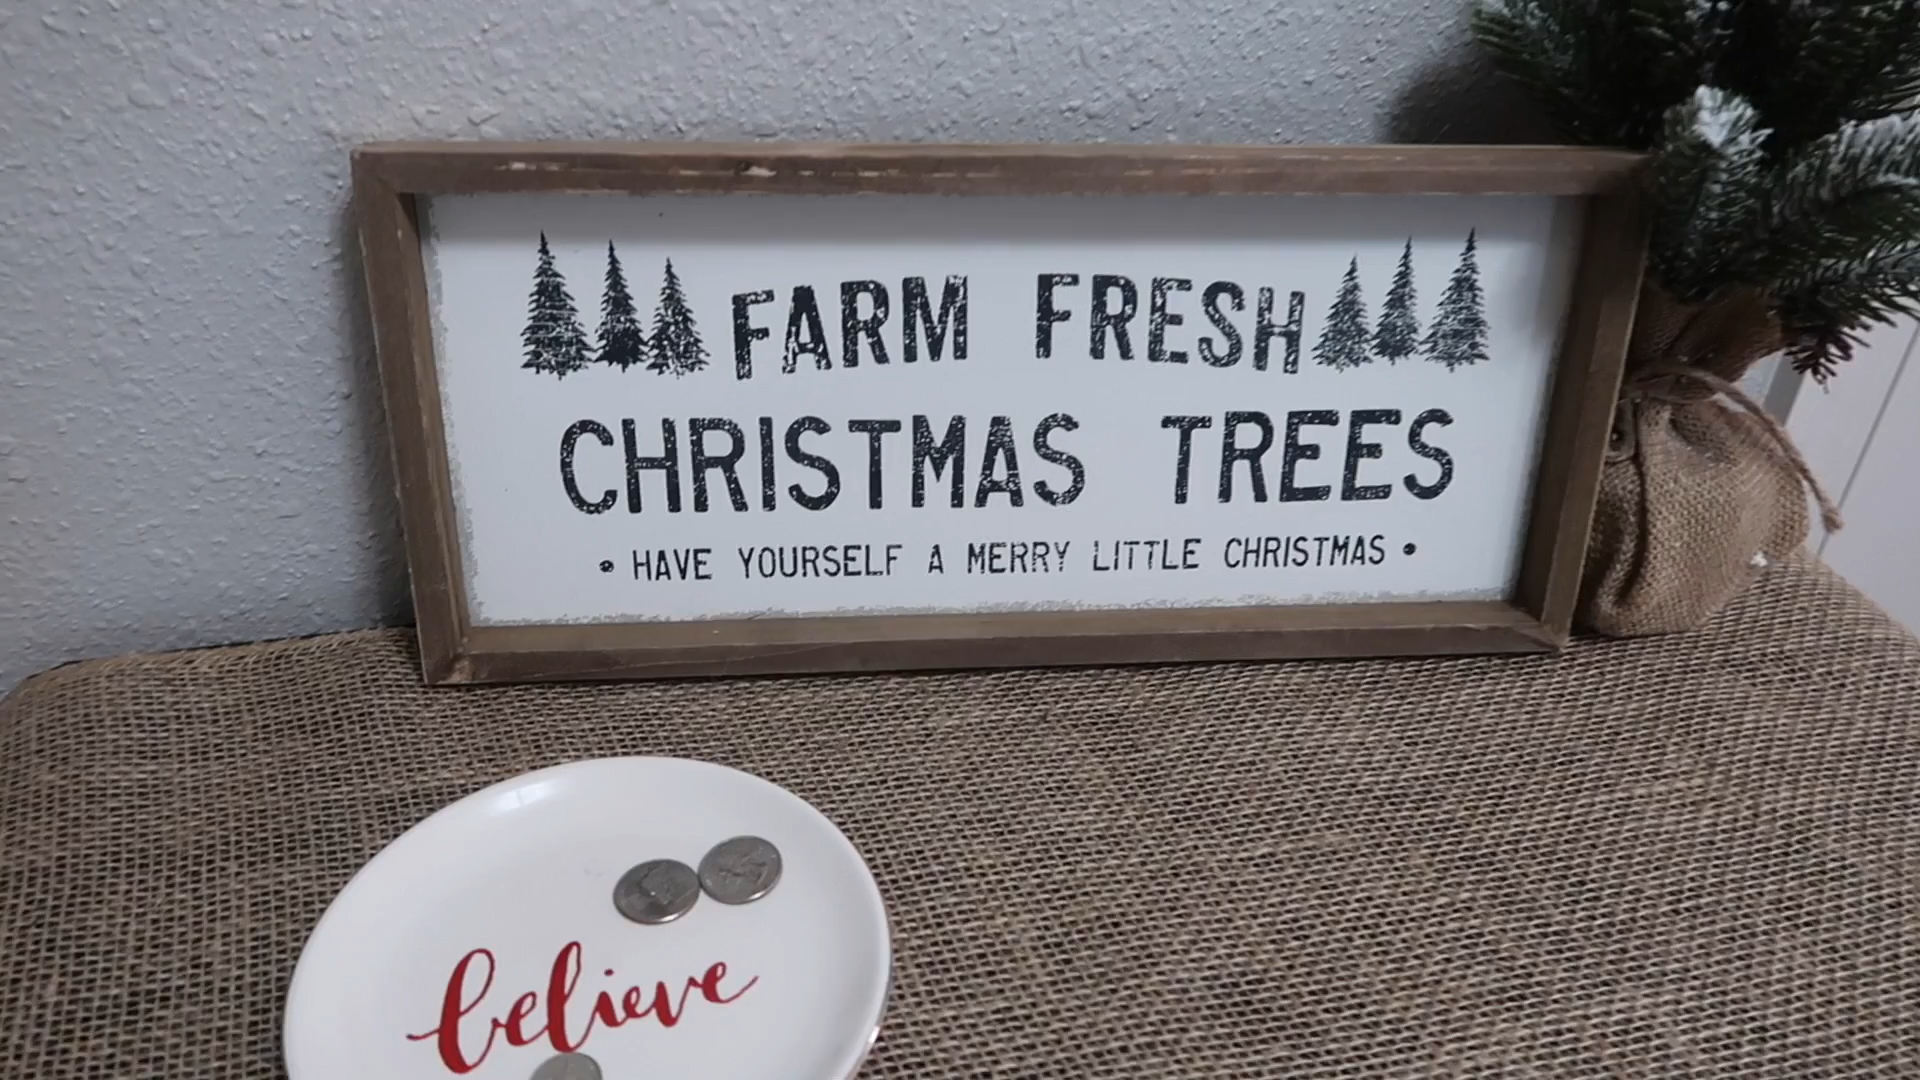 FARM FRESH
CHRISTMAS TREES
• HAVE YOURSELF A MERRY LITTLE CHRISTMAS •
believe